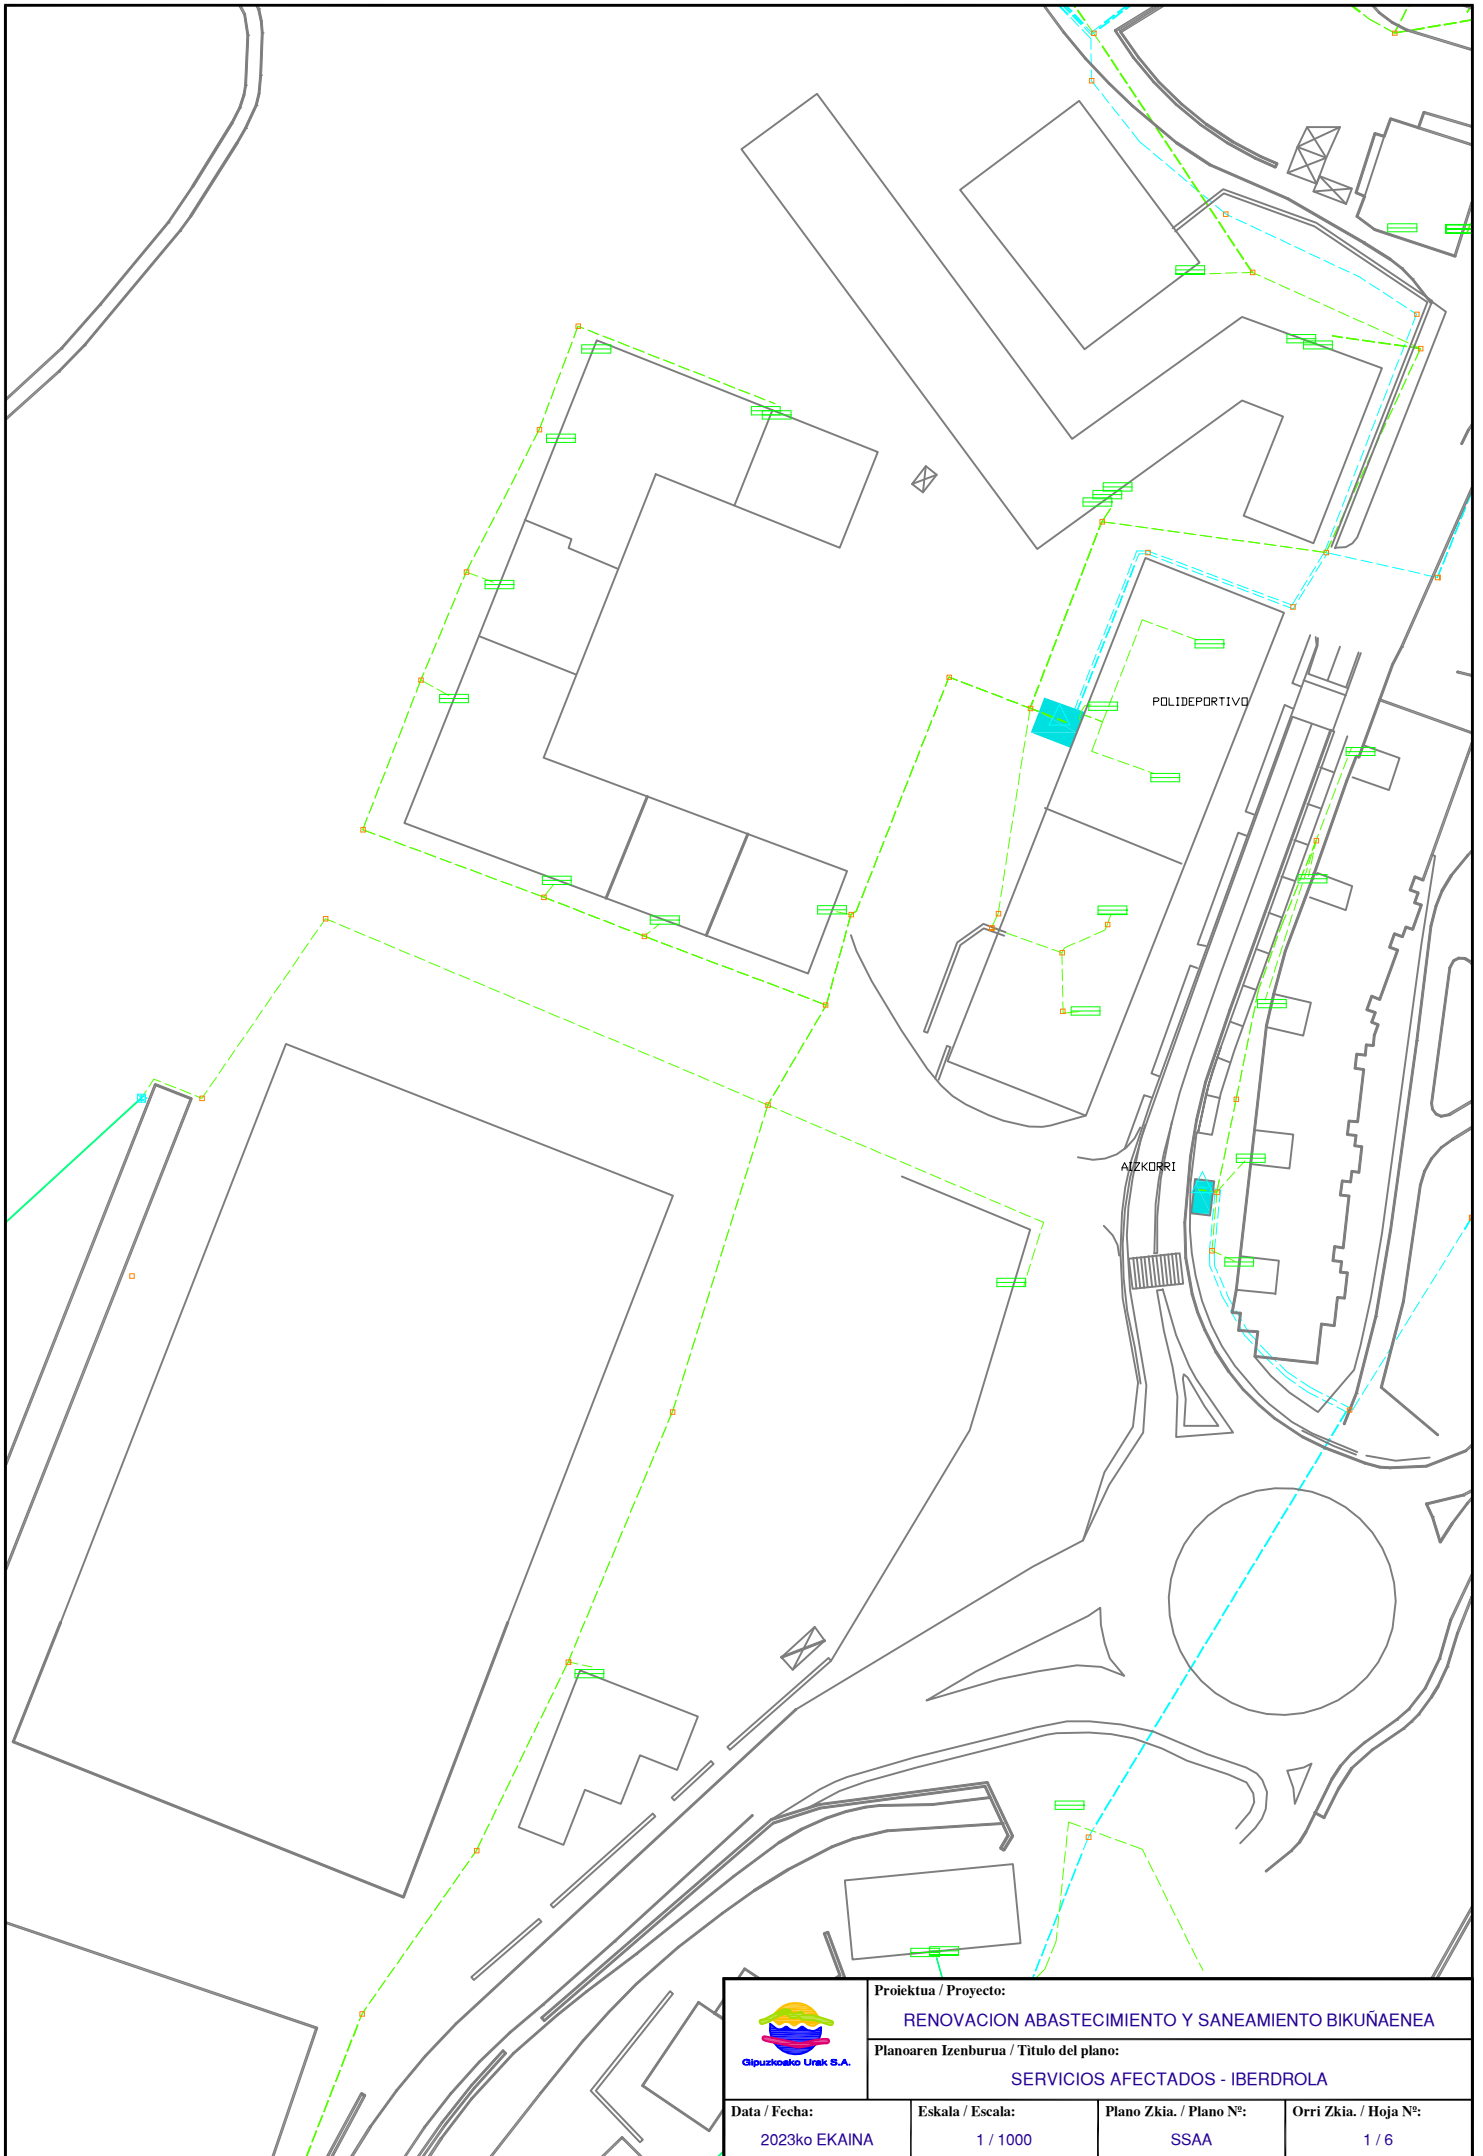 POLIDEPORTIVO
AIZKORRI
Gipuzkoako Urak S.A.
Proiektua / Proyecto:
RENOVACION ABASTECIMIENTO Y SANEAMIENTO BIKUÑAENEA
Planoaren Izenburua / Titulo del plano:
SERVICIOS AFECTADOS - IBERDROLA
Data / Fecha:
2023ko EKAINA
Eskala / Escala:
1 / 1000
Plano Zkia. / Plano Nº:
SSAA
Orri Zkia. / Hoja Nº:
1 / 6